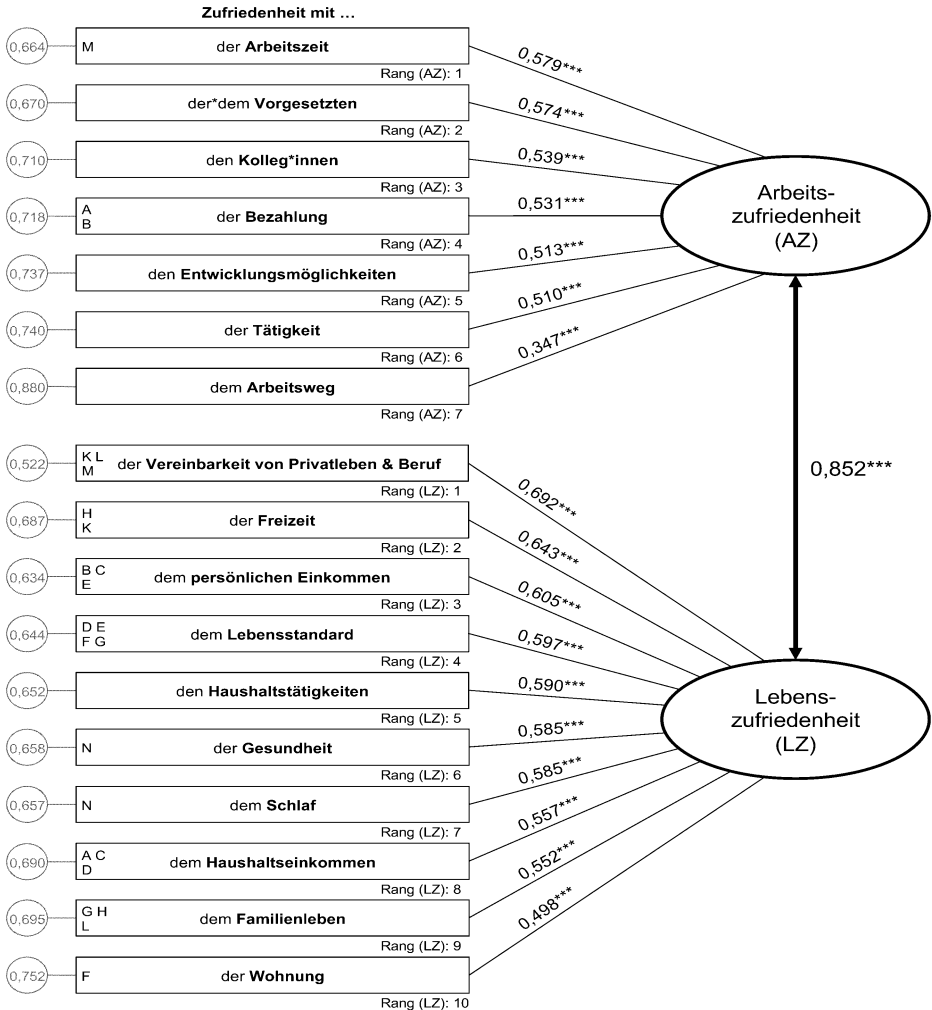 Zufriedenheit mit ...
0,664
M
der Arbeitszeit
Rang (AZ): 1
0,579***
0,670
der*dem Vorgesetzten
Rang (AZ): 2
0,574***
0,710
den Kolleg*innen
Rang (AZ): 3
0,539***
0,718
A
B
der Bezahlung
Rang (AZ): 4
0,531***
0,737
den Entwicklungsmöglichkeiten
Rang (AZ): 5
0,513***
0,740
der Tätigkeit
Rang (AZ): 6
0,510***
0,880
dem Arbeitsweg
Rang (AZ): 7
0,347***
Arbeits-
zufriedenheit
(AZ)
0,852***
0,522
K L
M
der Vereinbarkeit von Privatleben & Beruf
Rang (LZ): 1
0,692***
0,687
H
K
der Freizeit
Rang (LZ): 2
0,643***
0,634
B C
E
dem persönlichen Einkommen
Rang (LZ): 3
0,605***
0,644
D E
F G
dem Lebensstandard
Rang (LZ): 4
0,597***
0,652
den Haushaltstätigkeiten
Rang (LZ): 5
0,590***
0,658
N
der Gesundheit
Rang (LZ): 6
0,585***
0,657
N
dem Schlaf
Rang (LZ): 7
0,585***
0,690
A C
D
dem Haushaltseinkommen
Rang (LZ): 8
0,557***
0,695
G H
L
dem Familienleben
Rang (LZ): 9
0,552***
0,752
F
der Wohnung
Rang (LZ): 10
0,498***
Lebens-
zufriedenheit
(LZ)